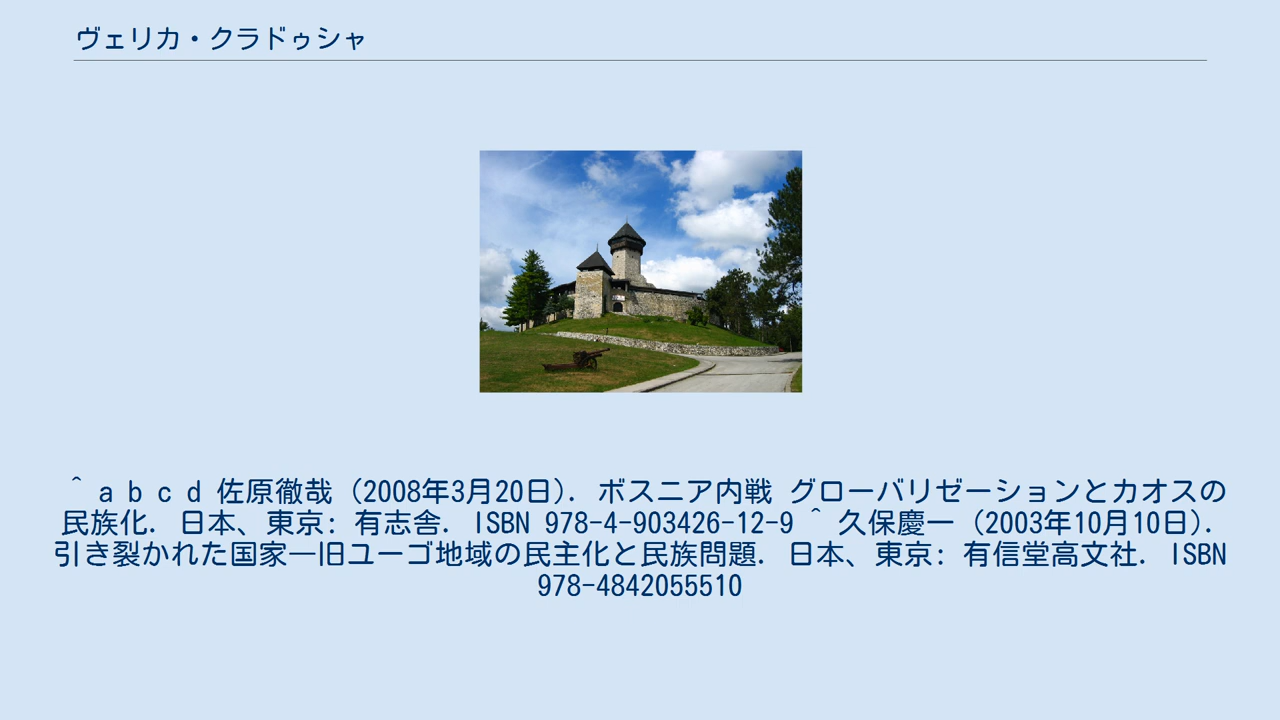 ヴェリカ・クラドゥシャ
^ a b c d 佐原徹哉 (2008年3月20日). ボスニア内戦 グローバリゼーションとカオスの
民族化. 日本、東京: 有志舎. ISBN 978-4-903426-12-9 ^ 久保慶一 (2003年10月10日).
引き裂かれた国家―旧ユーゴ地域の民主化と民族問題. 日本、東京: 有信堂高文社. ISBN
978-4842055510